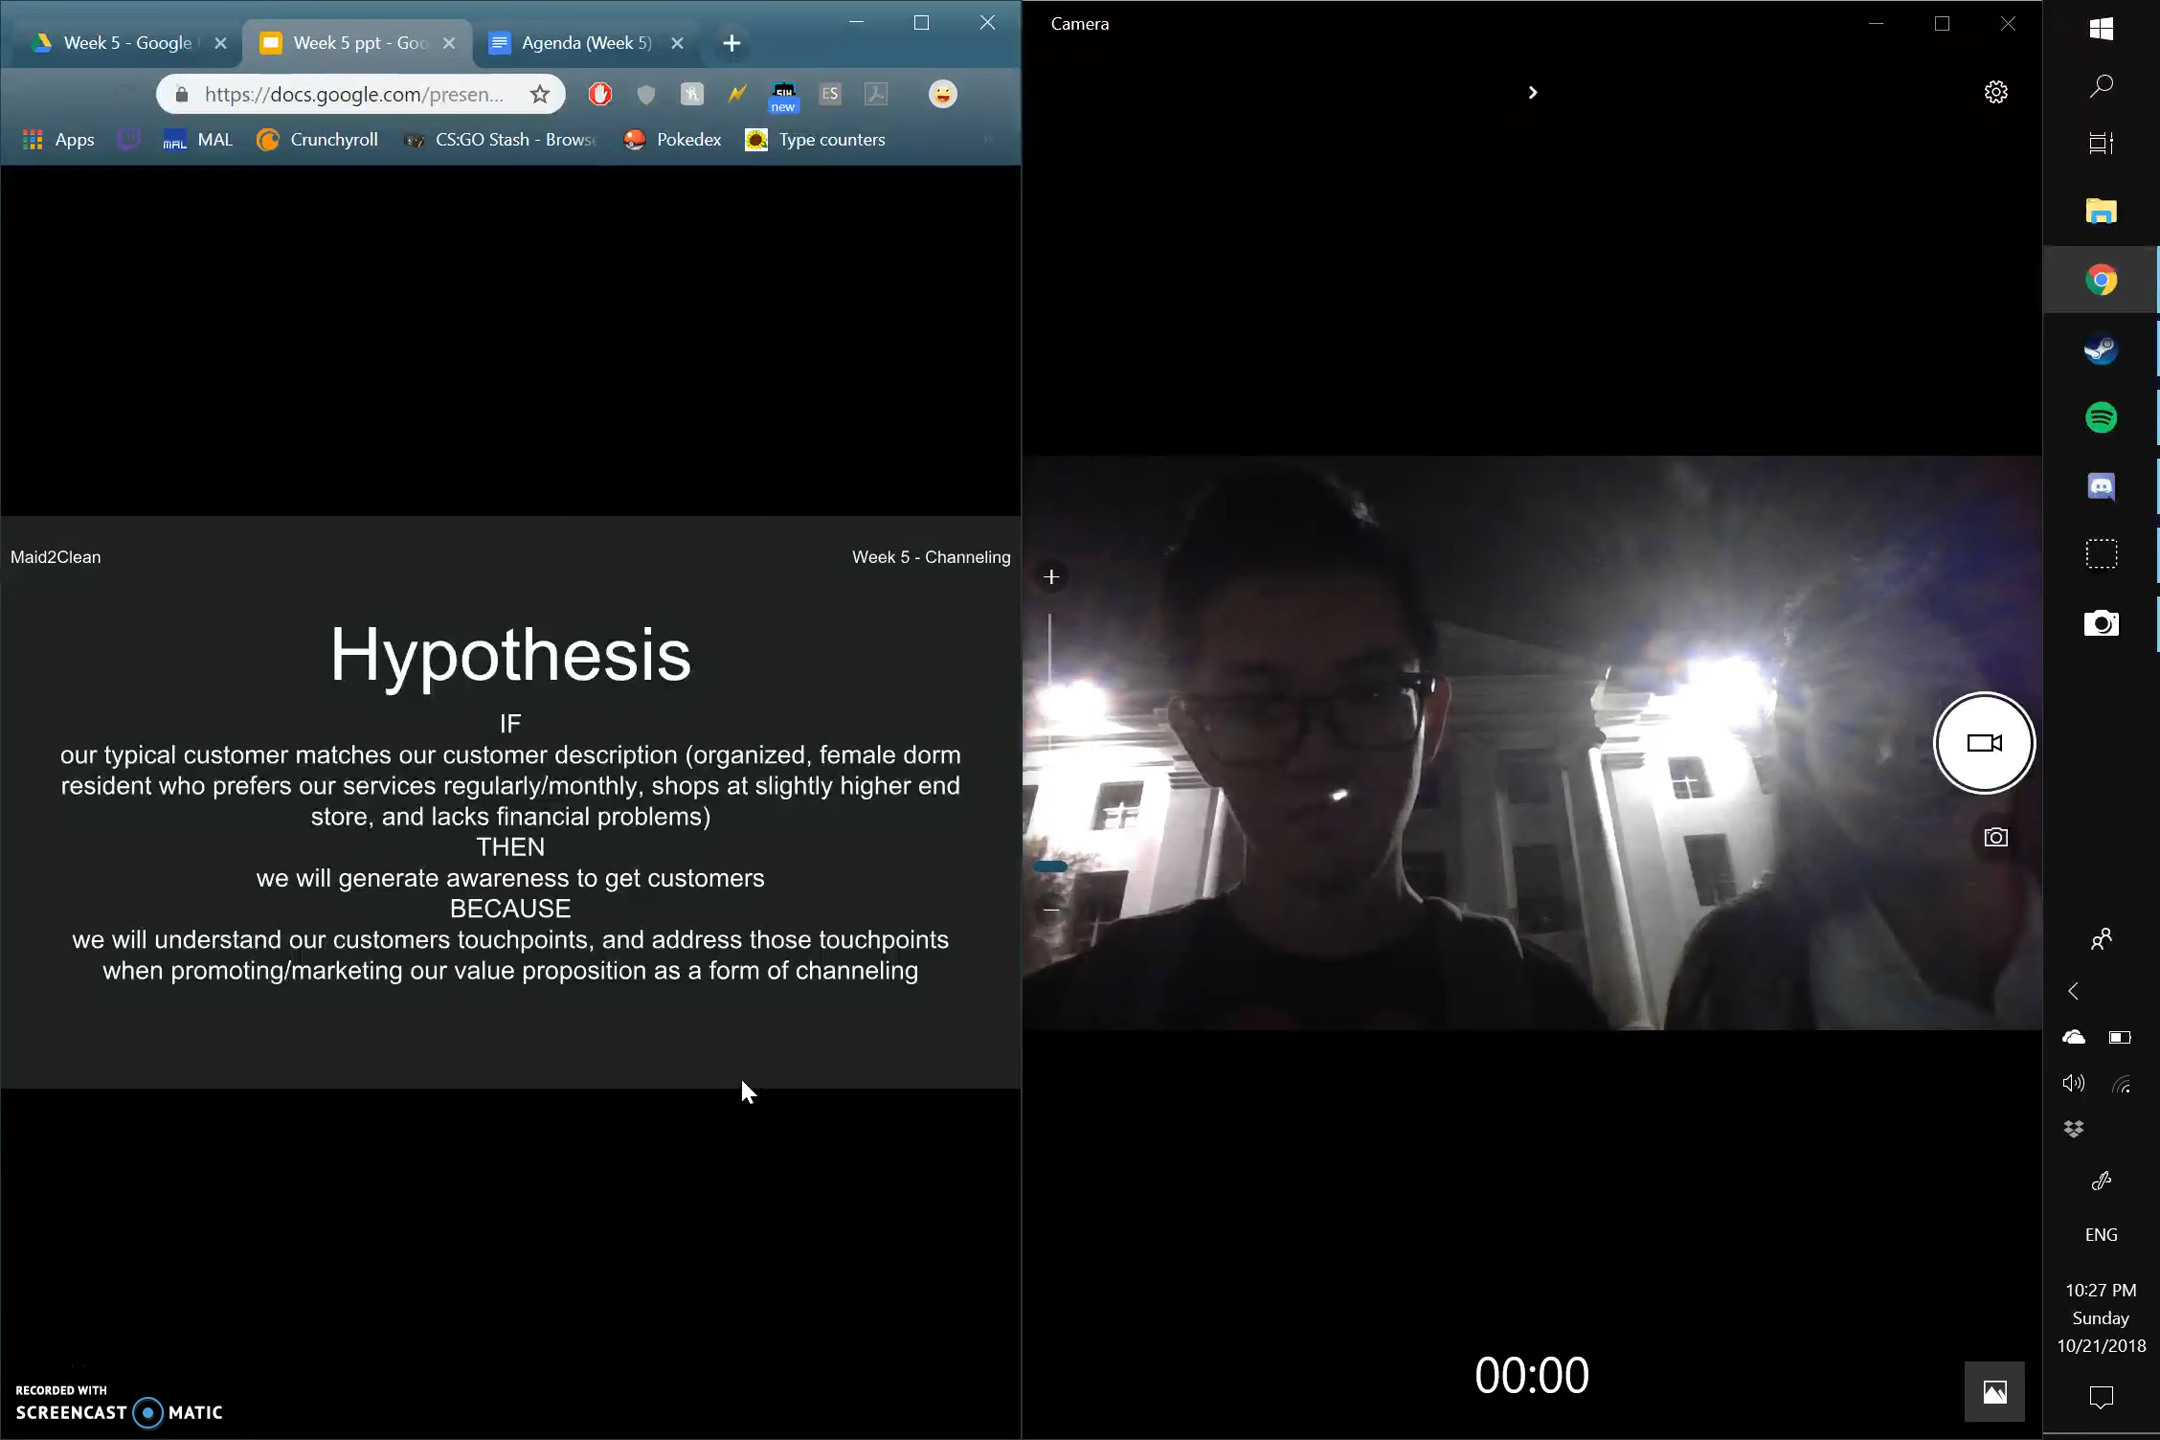 Week 5 - Google
Week 5 ppt - Goo
Agenda (Week 5)
https://docs.google.com/presen...
ES
new
Apps
MAL
Crunchyroll
CS:GO Stash - Browse
Pokedex
Type counters
Maid2Clean
Week 5 - Channeling
Hypothesis
IF
our typical customer matches our customer description (organized, female dorm
resident who prefers our services regularly/monthly, shops at slightly higher end
store, and lacks financial problems)
THEN
we will generate awareness to get customers
BECAUSE
we will understand our customers touchpoints, and address those touchpoints
when promoting/marketing our value proposition as a form of channeling
RECORDED WITH
SCREENCAST MATIC
Camera
00:00
ENG
10:27 PM
Sunday
10/21/2018